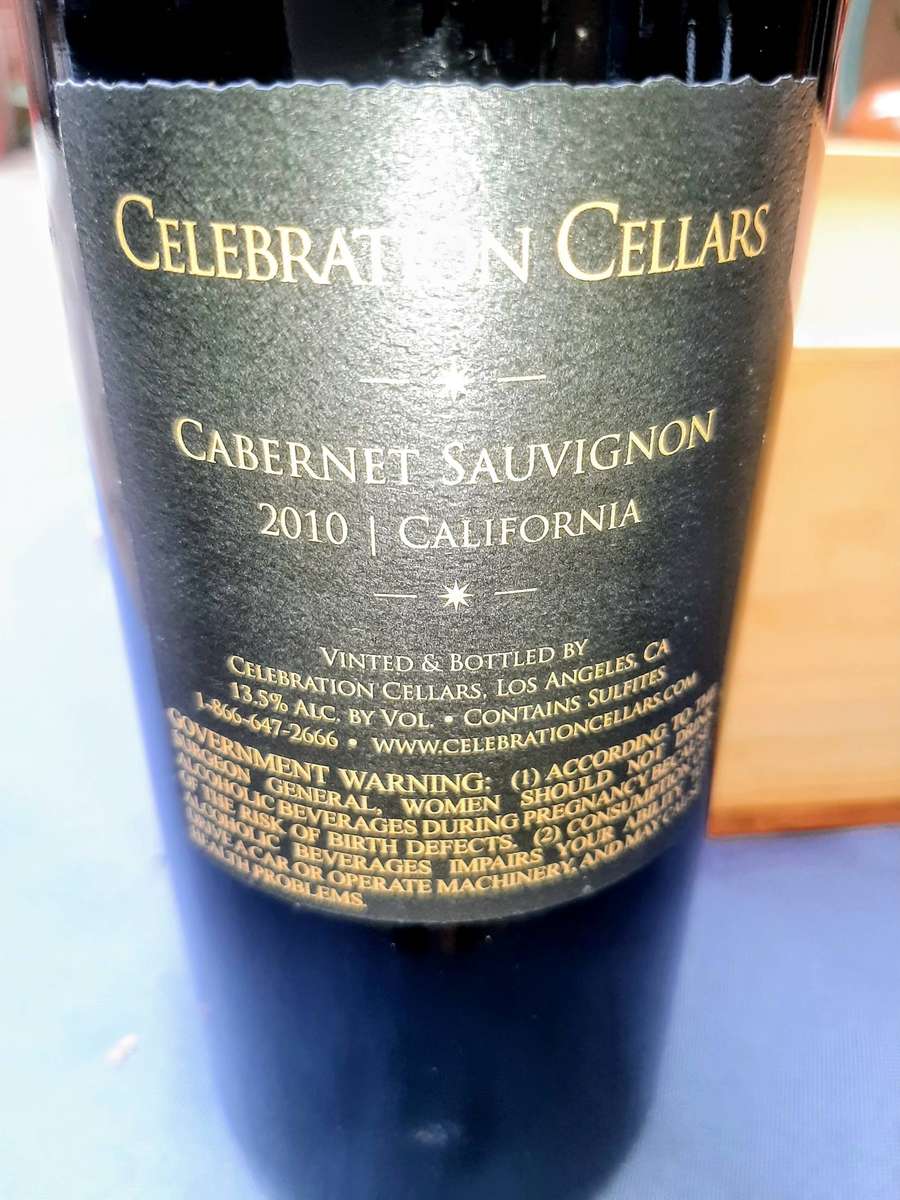 CELEBRATION CELLARS
CABERNET SAUVIGNON
2010 | CALIFORNIA
VINTED & BOTTLED BY
CELEBRATION CELLARS, LOS ANGELES, CA
13.5% ALC. BY VOL. • CONTAINS SULFITES
1-866-647-2666 • WWW.CELEBRATIONCELLARS.COM
GOVERNMENT WARNING: (1) ACCORDING TO THE
SURGEON GENERAL, WOMEN SHOULD NOT DRINK
ALCOHOLIC BEVERAGES DURING PREGNANCY BECAUSE
OF THE RISK OF BIRTH DEFECTS. (2) CONSUMPTION OF
ALCOHOLIC BEVERAGES IMPAIRS YOUR ABILITY TO
DRIVE A CAR OR OPERATE MACHINERY, AND MAY CAUSE
HEALTH PROBLEMS.